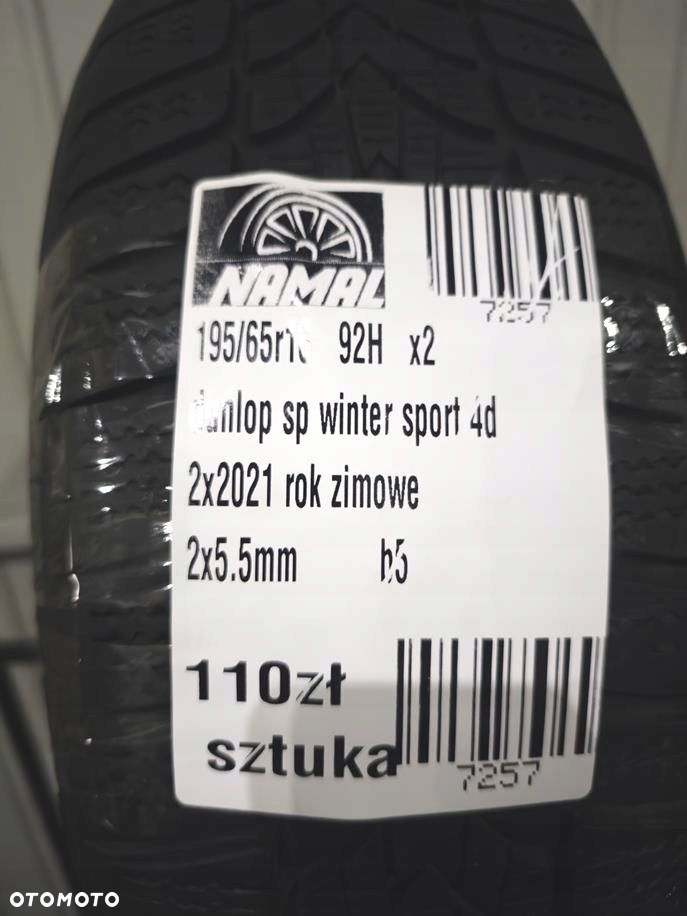 NAMAL
7257
195/65r16 92H x2
dunlop sp winter sport 4d
2x2021 rok zimowe
2x5.5mm b5
110zł
sztuka
7257
OTOMOTO